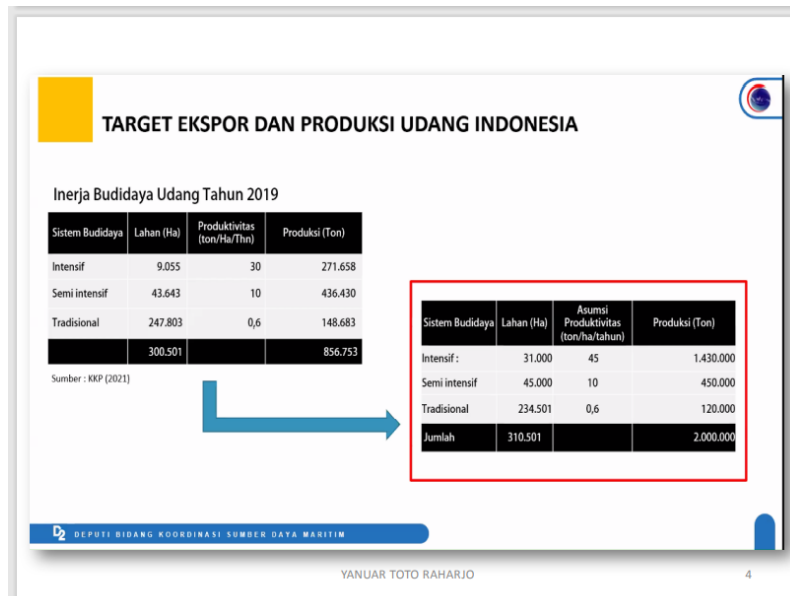 TARGET EKSPOR DAN PRODUKSI UDANG INDONESIA
Inerja Budidaya Udang Tahun 2019
Sistem Budidaya Lahan (Ha) Produktivitas (ton/Ha/Thn) Produksi (Ton)
Intensif 9.055 30 271.658
Semi intensif 43.643 10 436.430
Tradisional 247.803 0,6 148.683
300.501 856.753
Sumber : KKP (2021)
Sistem Budidaya Lahan (Ha) Asumsi Produktivitas (ton/ha/tahun) Produksi (Ton)
Intensif : 31.000 45 1.430.000
Semi intensif 45.000 10 450.000
Tradisional 234.501 0,6 120.000
Jumlah 310.501 2.000.000
D2 DEPUTI BIDANG KOORDINASI SUMBER DAYA MARITIM
YANUAR TOTO RAHARJO 4